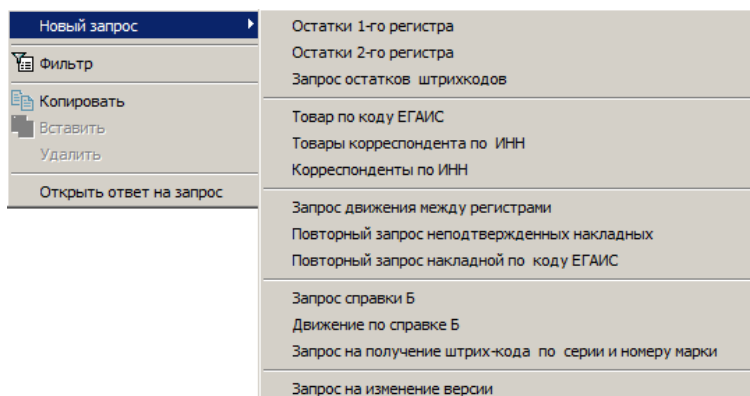 Новый запрос
Фильтр
Копировать
Вставить
Удалить
Открыть ответ на запрос
Остатки 1-го регистра
Остатки 2-го регистра
Запрос остатков штрихкодов
Товар по коду ЕГАИС
Товары корреспондента по ИНН
Корреспонденты по ИНН
Запрос движения между регистрами
Повторный запрос неподтвержденных накладных
Повторный запрос накладной по коду ЕГАИС
Запрос справки Б
Движение по справке Б
Запрос на получение штрих-кода по серии и номеру марки
Запрос на изменение версии